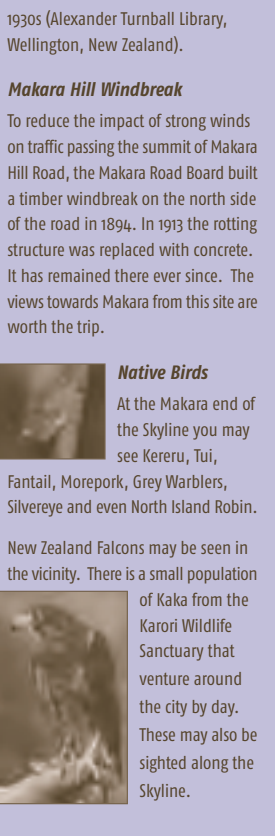 1930s (Alexander Turnball Library,
Wellington, New Zealand).
Makara Hill Windbreak
To reduce the impact of strong winds
on traffic passing the summit of Makara
Hill Road, the Makara Road Board built
a timber windbreak on the north side
of the road in 1894. In 1913 the rotting
structure was replaced with concrete.
It has remained there ever since. The
views towards Makara from this site are
worth the trip.
Native Birds
At the Makara end of
the Skyline you may
see Kereru, Tui,
Fantail, Morepork, Grey Warblers,
Silvereye and even North Island Robin.
New Zealand Falcons may be seen in
the vicinity. There is a small population
of Kaka from the
Karori Wildlife
Sanctuary that
venture around
the city by day.
These may also be
sighted along the
Skyline.